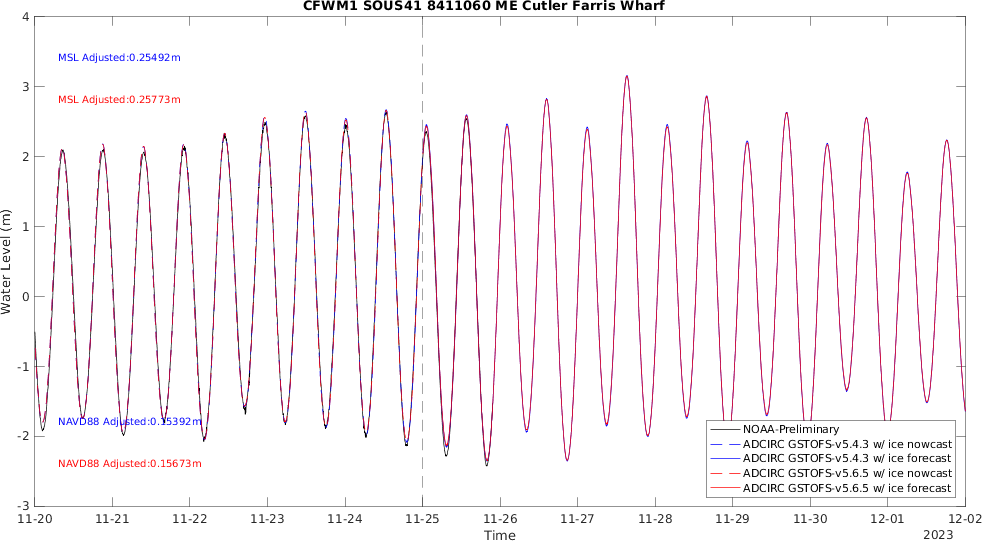 CFWM1 SOUS41 8411060 ME Cutler Farris Wharf
4
3
2
1
0
-1
-2
-3
Water Level (m)
MSL Adjusted:0.25492m
MSL Adjusted:0.25773m
NAVD88 Adjusted:0.15392m
NAVD88 Adjusted:0.15673m
NOAA-Preliminary
ADCIRC GSTOFS-v5.4.3 w/ ice nowcast
ADCIRC GSTOFS-v5.4.3 w/ ice forecast
ADCIRC GSTOFS-v5.6.5 w/ ice nowcast
ADCIRC GSTOFS-v5.6.5 w/ ice forecast
11-20 11-21 11-22 11-23 11-24 11-25 11-26 11-27 11-28 11-29 11-30 12-01 12-02
Time
2023